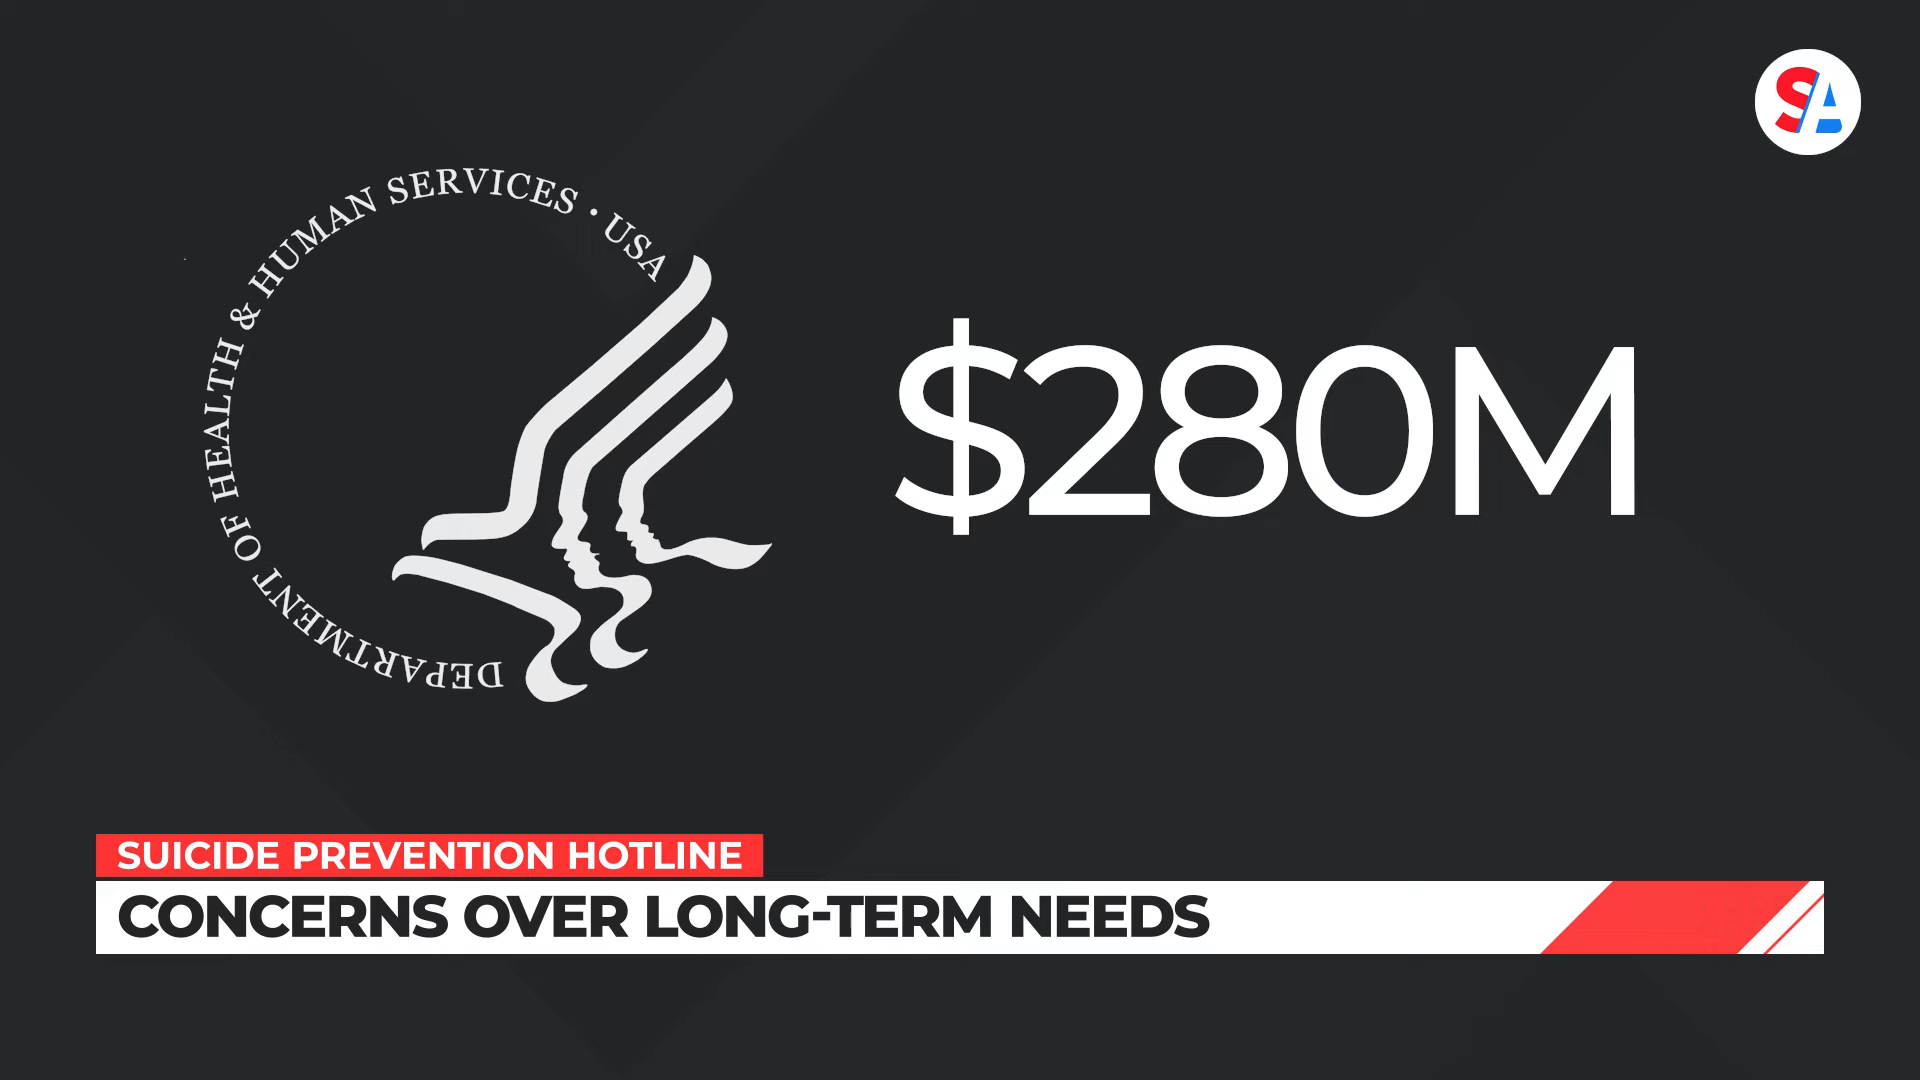 SA
DEPARTMENT OF HEALTH & HUMAN SERVICES • USA
$280M
SUICIDE PREVENTION HOTLINE
CONCERNS OVER LONG-TERM NEEDS